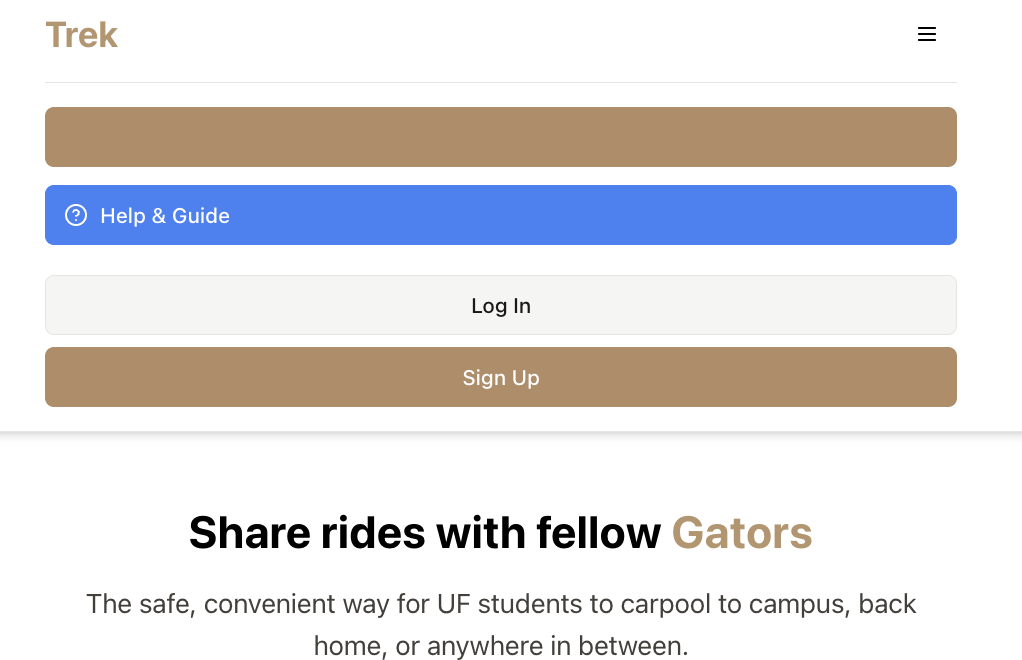 Trek
Help & Guide
Log In
Sign Up
Share rides with fellow Gators
The safe, convenient way for UF students to carpool to campus, back
home, or anywhere in between.